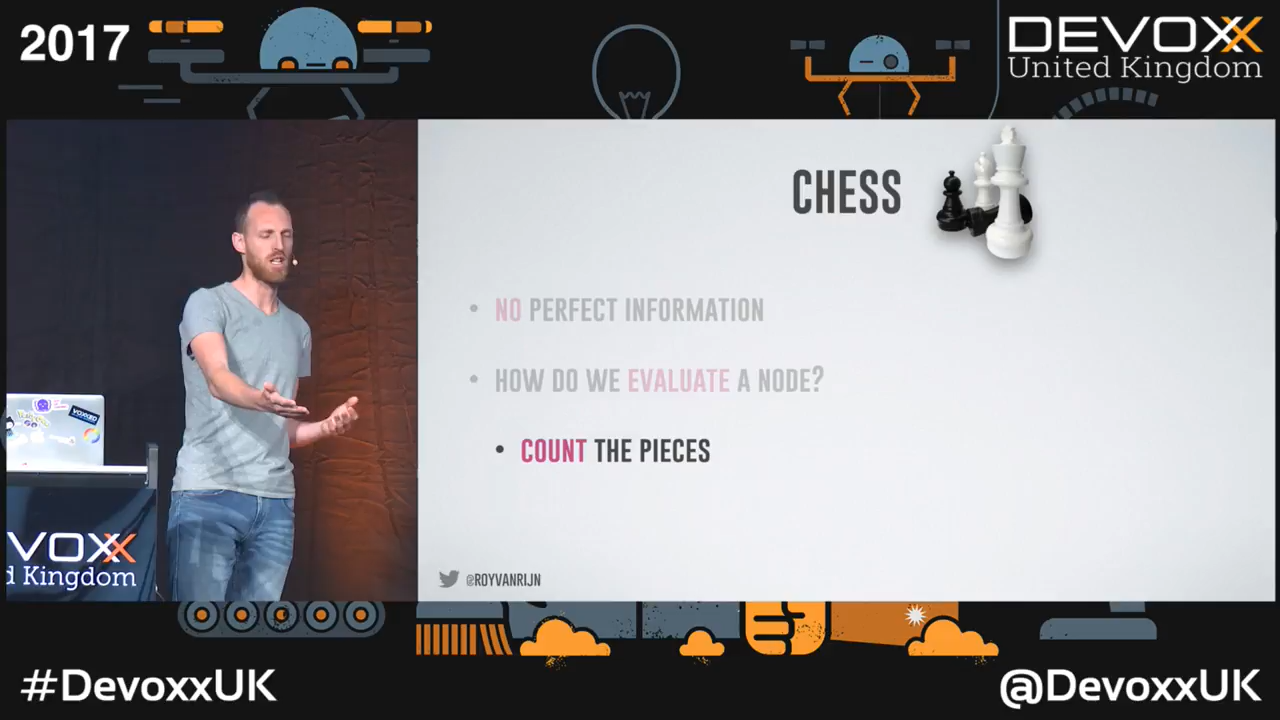 2017
DEVOXX
United Kingdom
CHESS
• NO PERFECT INFORMATION
• HOW DO WE EVALUATE A NODE?
• COUNT THE PIECES
@ROYVANRIJN
VOXX
d Kingdom
#DevoxxUK
@DevoxxUK